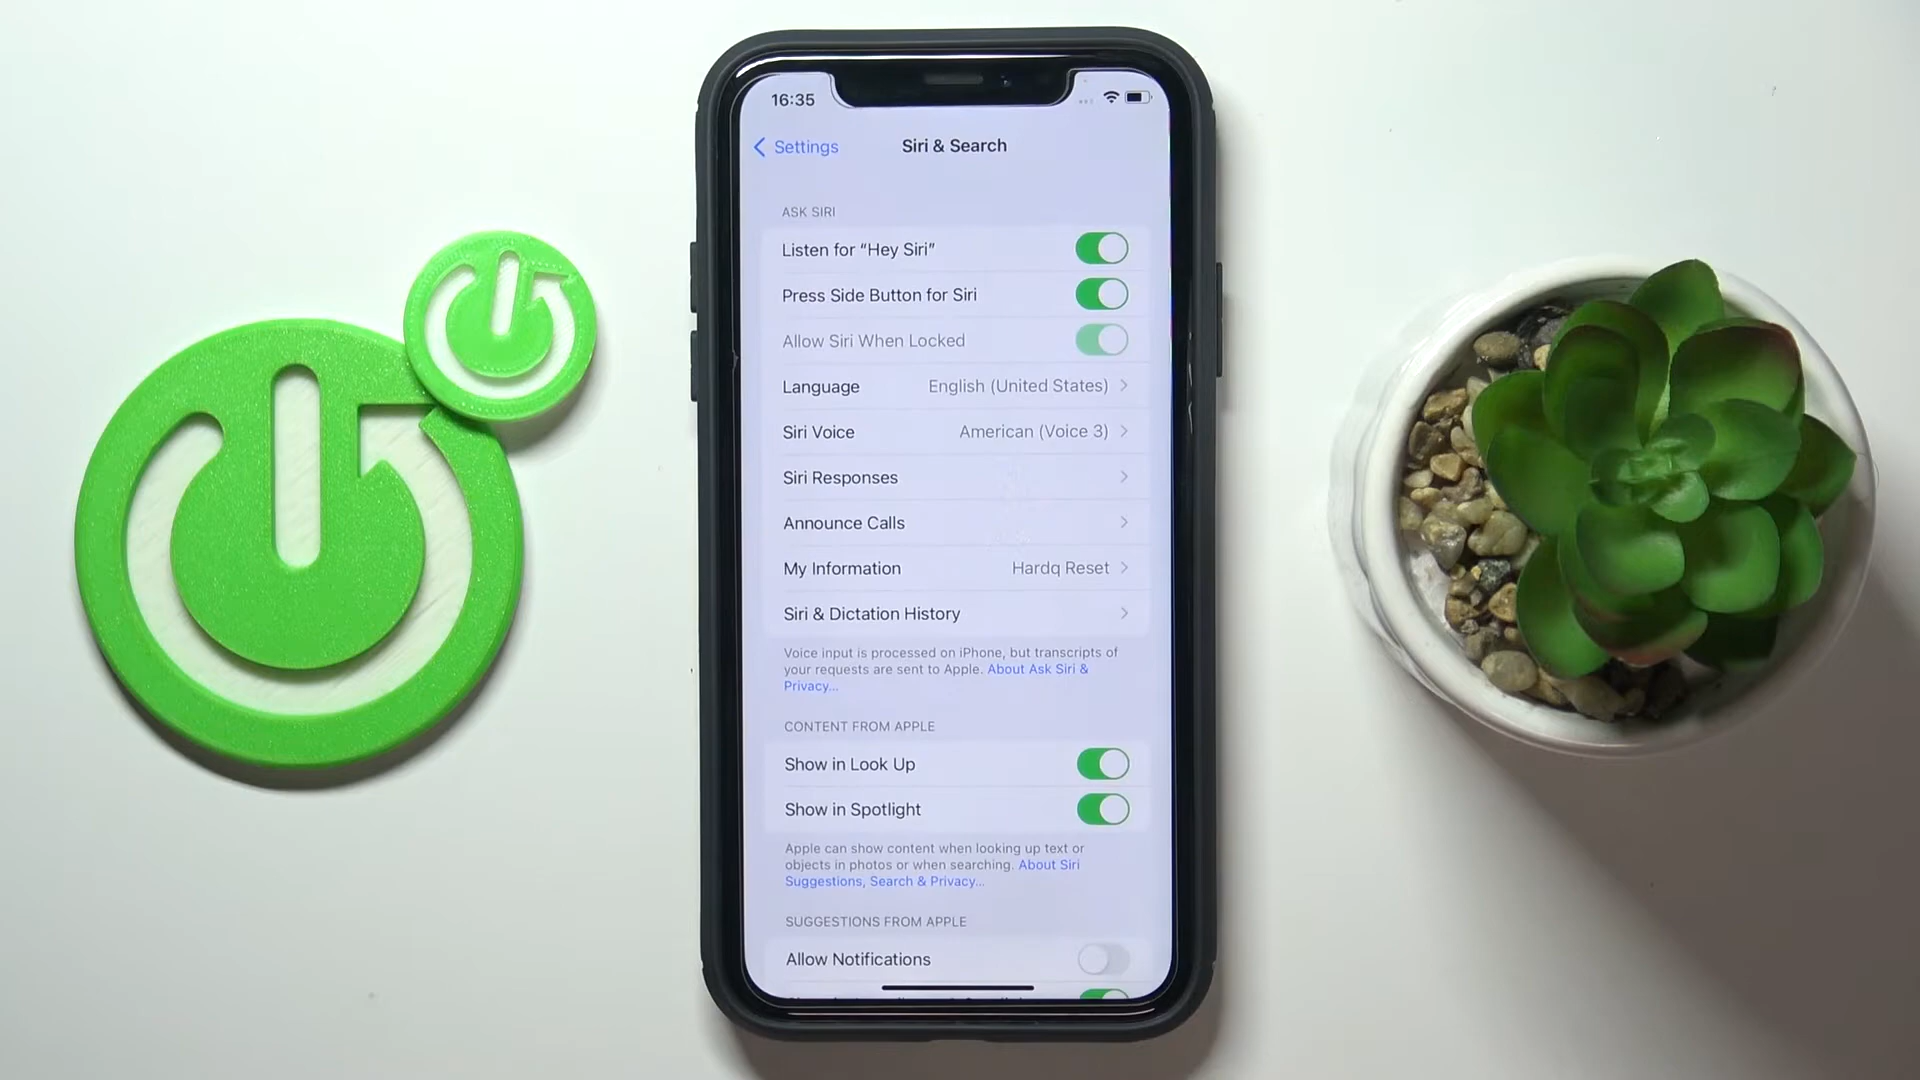 16:35
Settings
Siri & Search
ASK SIRI
Listen for “Hey Siri”
Press Side Button for Siri
Allow Siri When Locked
Language English (United States)
Siri Voice American (Voice 3)
Siri Responses
Announce Calls
My Information Hardq Reset
Siri & Dictation History
Voice input is processed on iPhone, but transcripts of
your requests are sent to Apple. About Ask Siri &
Privacy...
CONTENT FROM APPLE
Show in Look Up
Show in Spotlight
Apple can show content when looking up text or
objects in photos or when searching. About Siri
Suggestions, Search & Privacy...
SUGGESTIONS FROM APPLE
Allow Notifications